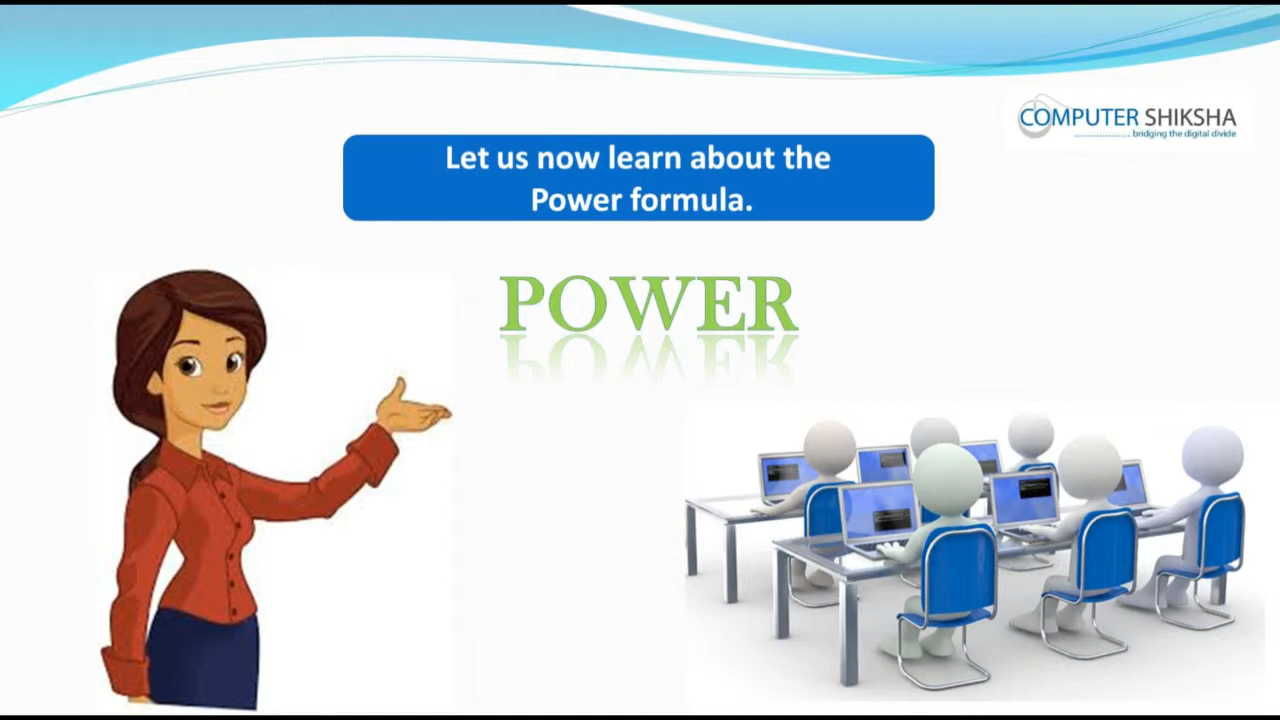 COMPUTER SHIKSHA
bridging the digital divide
Let us now learn about the
Power formula.
POWER